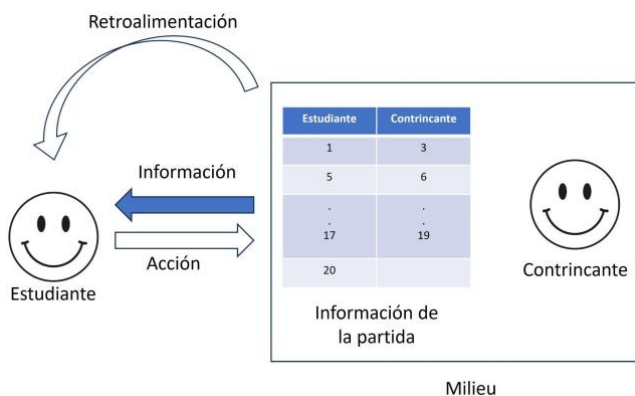 Retroalimentación
Estudiante Contrincante
1 3
5 6
. .
. .
17 19
20
Información
Acción
Estudiante
Contrincante
Información de
la partida
Milieu